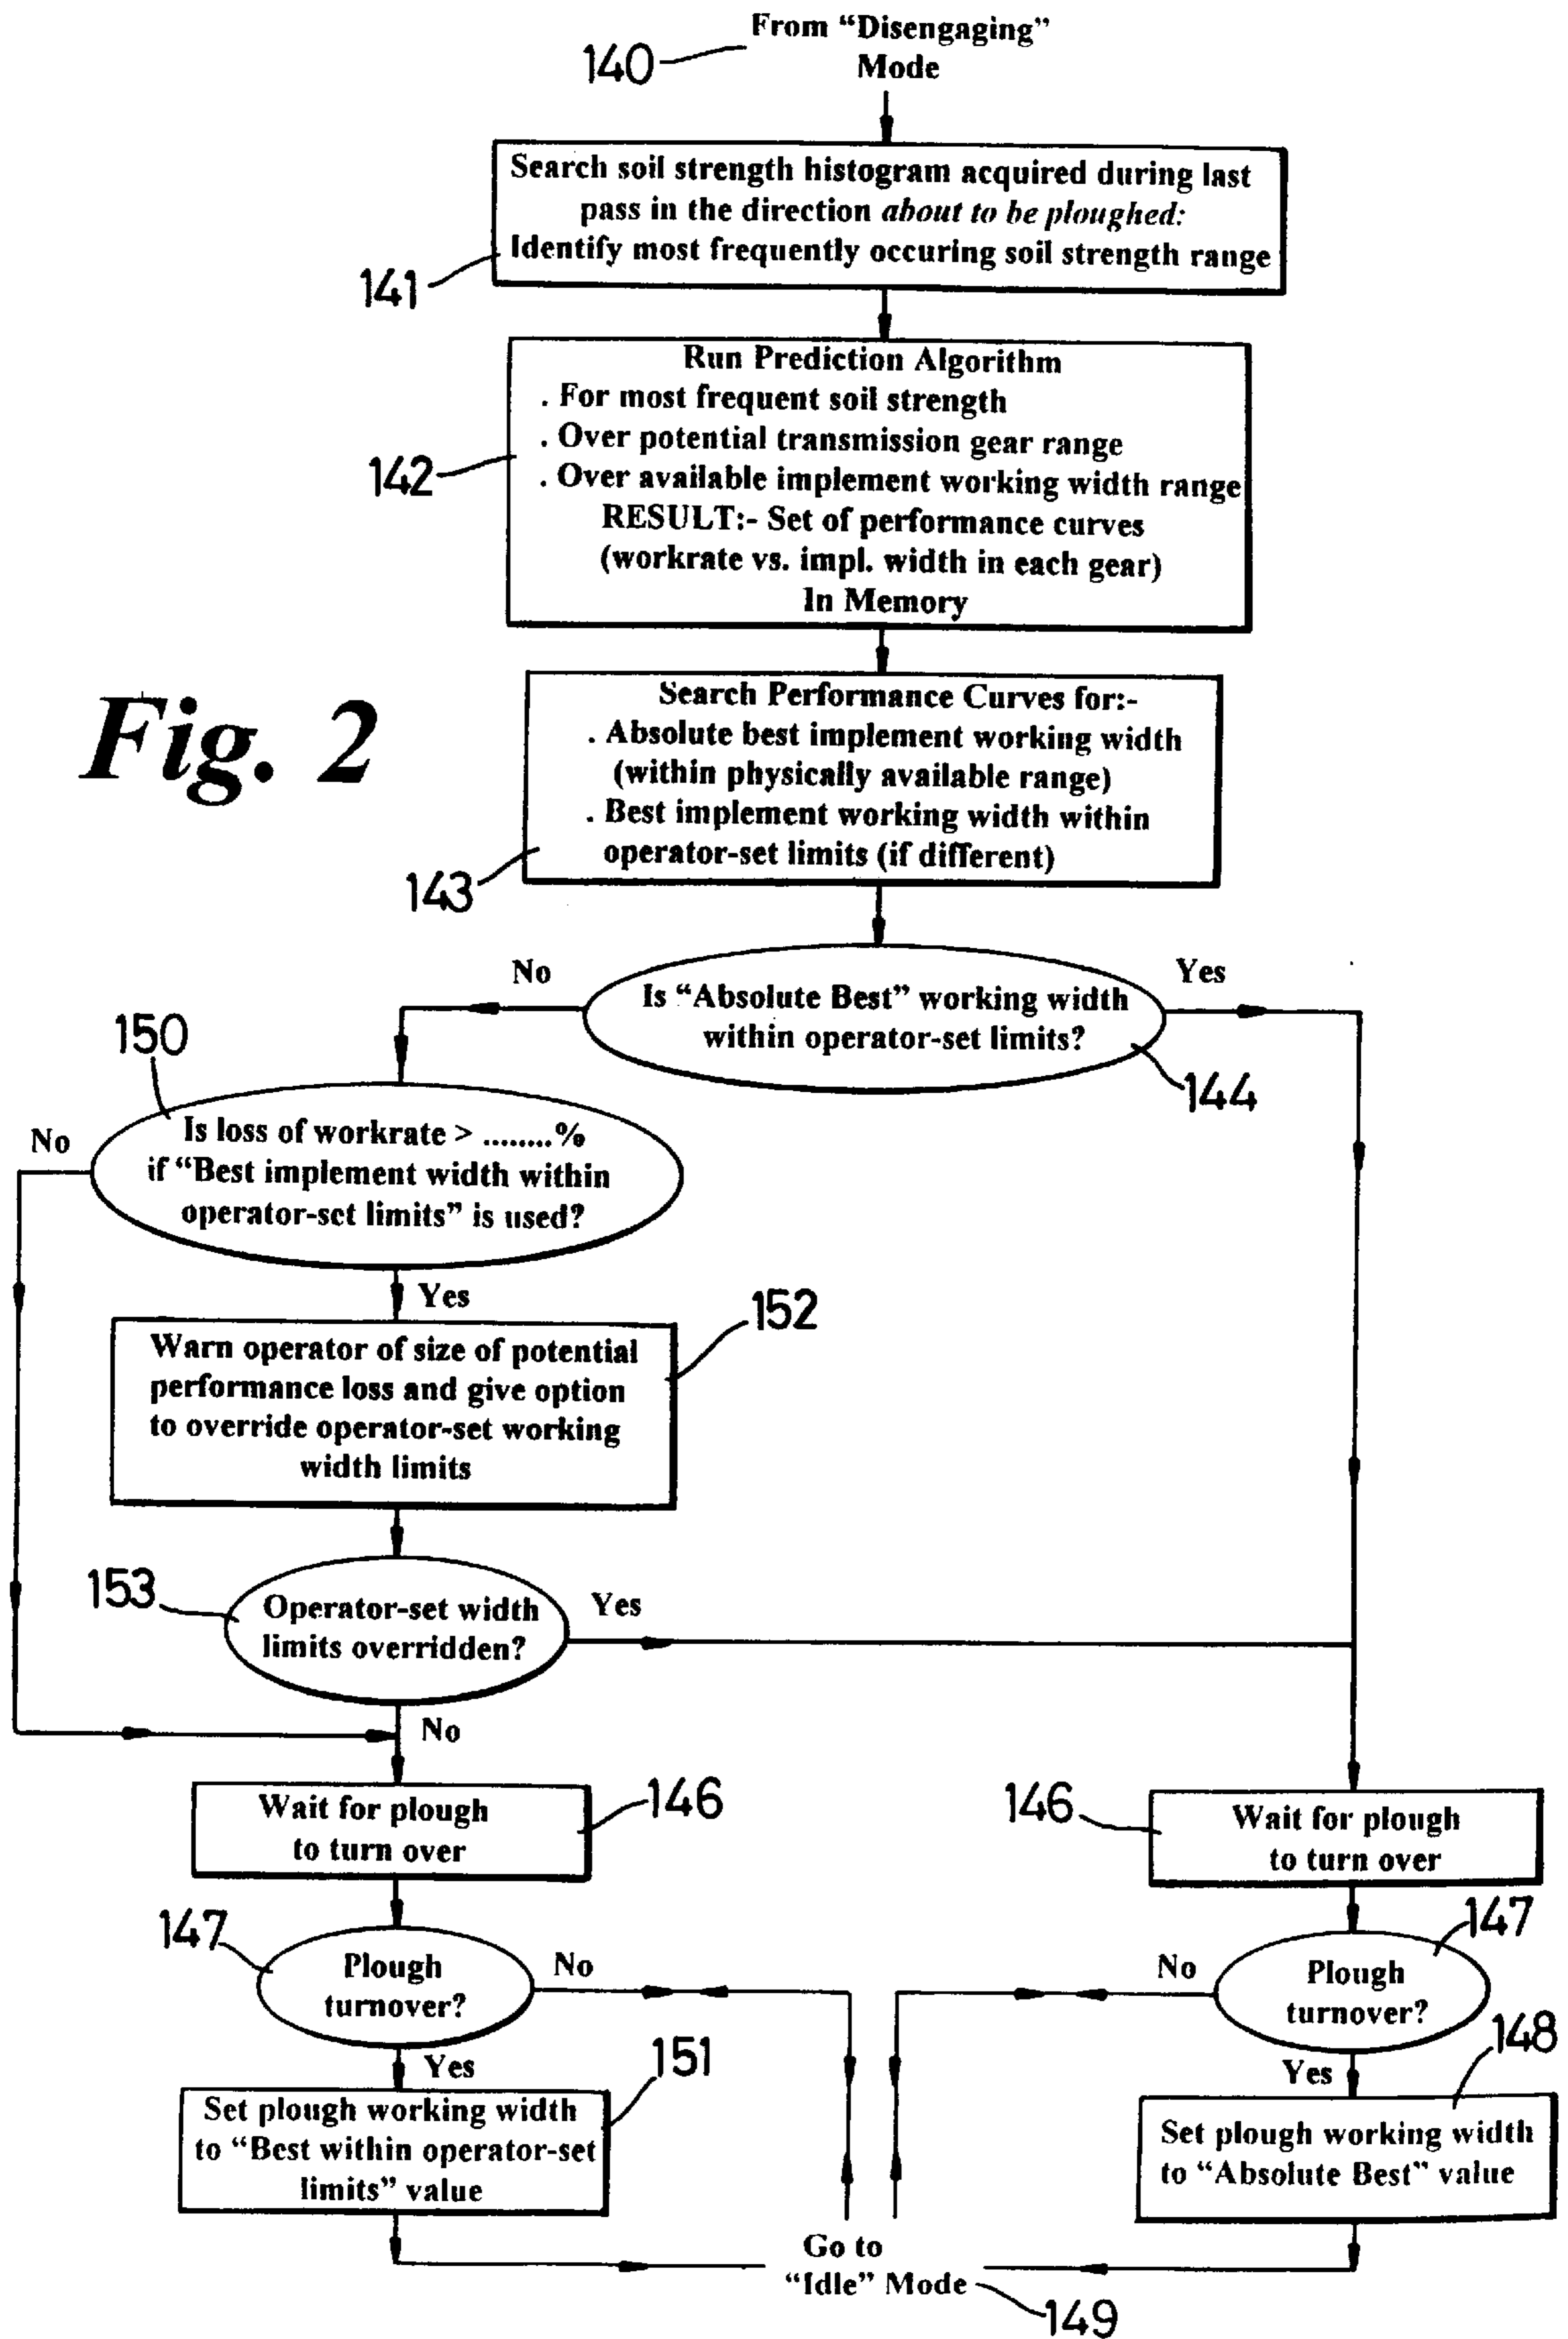 From “Disengaging”
Mode
140
Search soil strength histogram acquired during last
pass in the direction about to be ploughed:
Identify most frequently occuring soil strength range
141
Run Prediction Algorithm
. For most frequent soil strength
. Over potential transmission gear range
. Over available implement working width range
RESULT:- Set of performance curves
(workrate vs. impl. width in each gear)
In Memory
142
Fig. 2
Search Performance Curves for:-
. Absolute best implement working width
(within physically available range)
. Best implement working width within
operator-set limits (if different)
143
No
Yes
Is “Absolute Best” working width
within operator-set limits?
144
150
No
Is loss of workrate > ........%
if “Best implement width within
operator-set limits” is used?
Yes
152
Warn operator of size of potential
performance loss and give option
to override operator-set working
width limits
153
Operator-set width
limits overridden?
Yes
No
Wait for plough
to turn over
146
146
Wait for plough
to turn over
147
Plough
turnover?
No
Yes
No
147
Plough
turnover?
Yes
151
Set plough working width
to “Best within operator-set
limits” value
148
Set plough working width
to “Absolute Best” value
Go to
“Idle” Mode
149